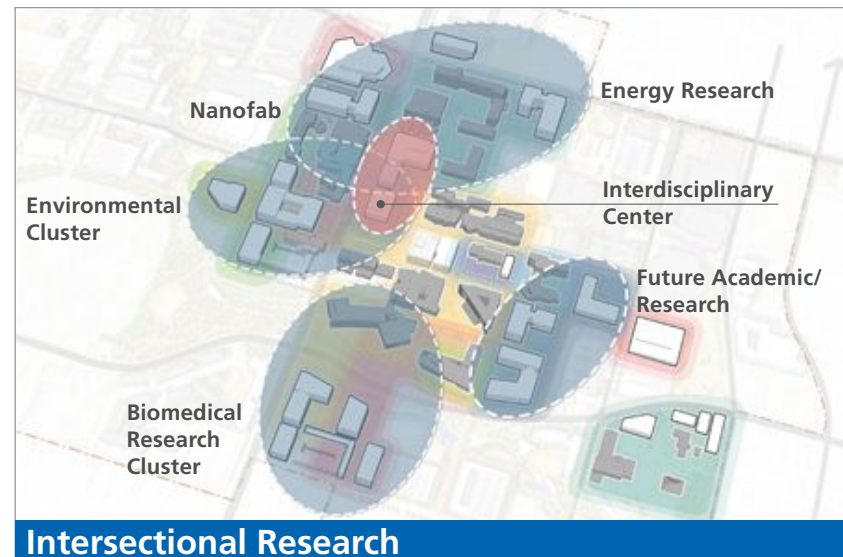 Energy Research
Nanofab
Interdisciplinary
Center
Environmental
Cluster
Future Academic/
Research
Biomedical
Research
Cluster
Intersectional Research